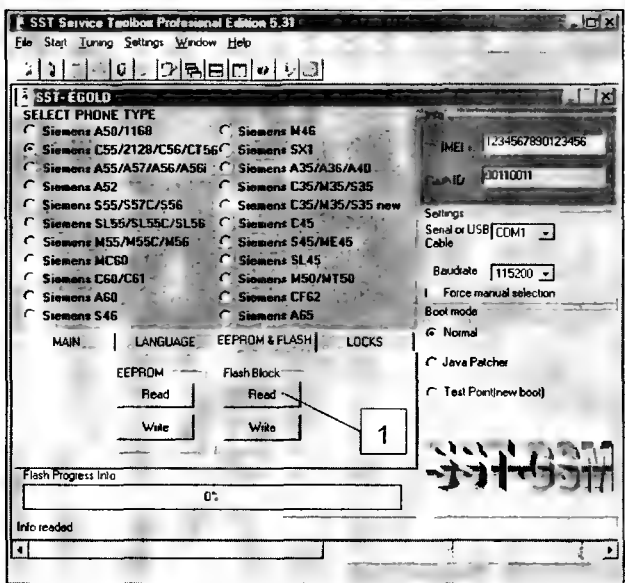 SST Service Toolbox Profesional Edition 5.31
File Start Tuning Settings Window Help
SST-EGOLD
SELECT PHONE TYPE
Siemens A50/1168
Siemens C55/2128/C56/CT56
Siemens A55/A57/A56/A56i
Siemens A52
Siemens S55/S57C/S56
Siemens SL55/SL55C/SL56
Siemens M55/M55C/M56
Siemens MC60
Siemens C60/C61
Siemens A60
Siemens S46
Siemens M46
Siemens SX1
Siemens A35/A36/A40
Siemens C35/M35/S35
Siemens C35/M35/S35 new
Siemens C45
Siemens S45/ME45
Siemens SL45
Siemens M50/MT50
Siemens CF62
Siemens A65
Info
IMEI 1234567890123456
Flash ID 00110011
Settings
Serial or USB Cable COM1
Baudrate 115200
Force manual selection
Boot mode
Normal
Java Patcher
Test Point(new boot)
MAIN LANGUAGE EEPROM & FLASH LOCKS
EEPROM Flash Block
Read Read
Write Write
1
Flash Progress Info
0%
Info readed